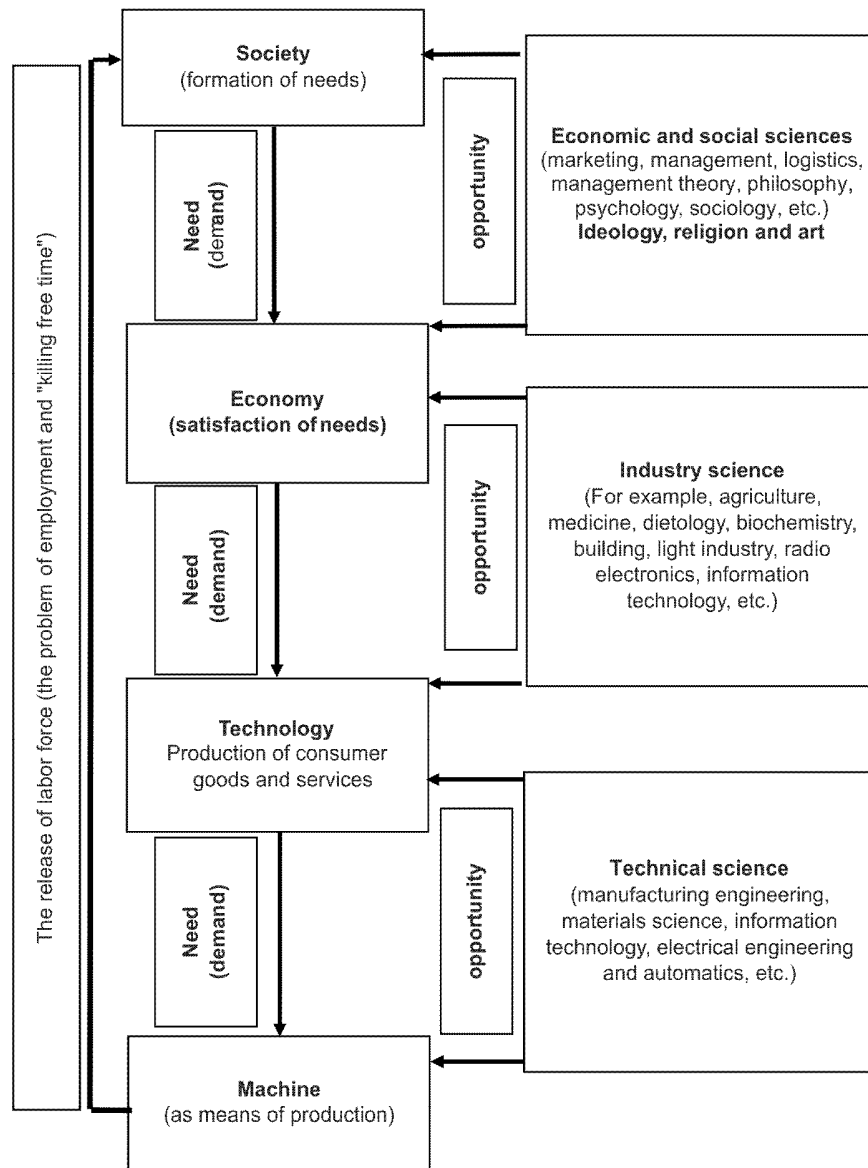 Society
(formation of needs)
Need
(demand)
opportunity
Economic and social sciences
(marketing, management, logistics,
management theory, philosophy,
psychology, sociology, etc.)
Ideology, religion and art
The release of labor force (the problem of employment and "killing free time")
Economy
(satisfaction of needs)
Need
(demand)
opportunity
Industry science
(For example, agriculture,
medicine, dietology, biochemistry,
building, light industry, radio
electronics, information
technology, etc.)
Technology
Production of consumer
goods and services
Need
(demand)
opportunity
Technical science
(manufacturing engineering,
materials science, information
technology, electrical engineering
and automatics, etc.)
Machine
(as means of production)